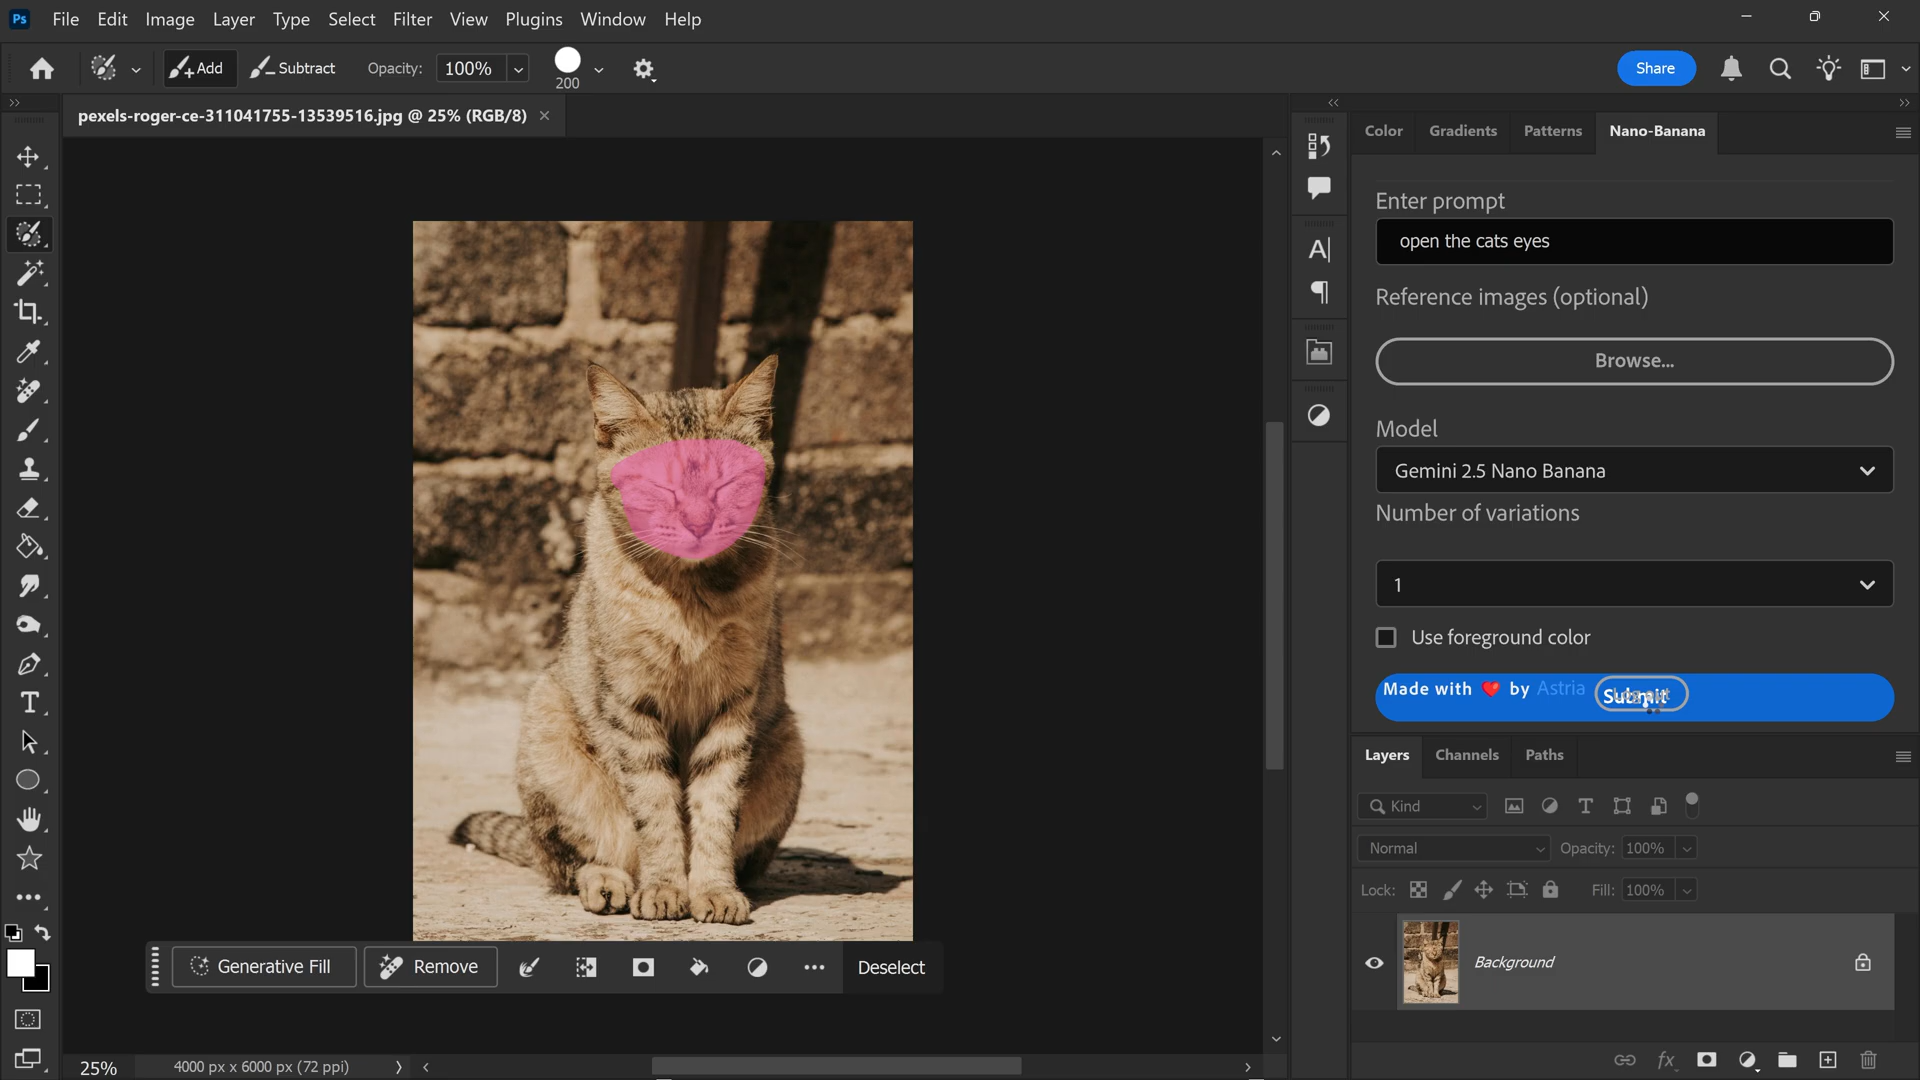 Ps File Edit Image Layer Type Select Filter View Plugins Window Help
Add Subtract Opacity: 100% 200 Share
pexels-roger-ce-311041755-13539516.jpg @ 25% (RGB/8)
Color Gradients Patterns Nano-Banana
Enter prompt
open the cats eyes
Reference images (optional)
Browse...
Model
Gemini 2.5 Nano Banana
Number of variations
1
Use foreground color
Made with ❤️ by Astria
Submit
Layers Channels Paths
Kind
Normal Opacity: 100%
Lock: Fill: 100%
Background
Generative Fill Remove Deselect
25% 4000 px x 6000 px (72 ppi)